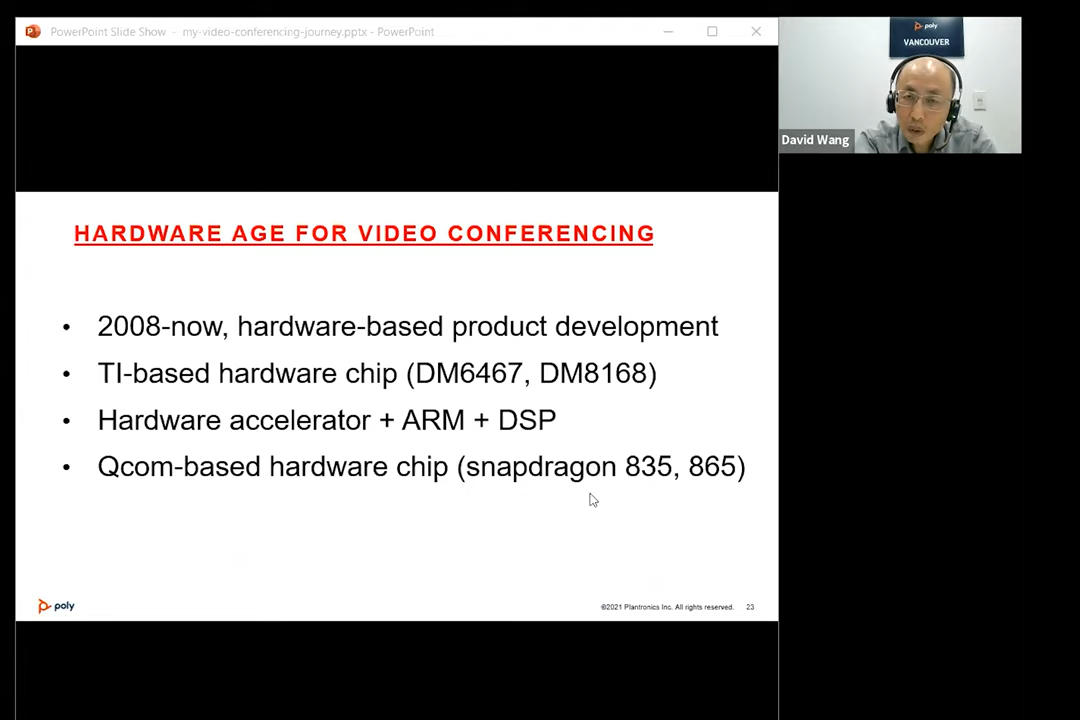 PowerPoint Slide Show - my-video-conferencing-journey.pptx - PowerPoint
poly
VANCOUVER
David Wang
HARDWARE AGE FOR VIDEO CONFERENCING
• 2008-now, hardware-based product development
• TI-based hardware chip (DM6467, DM8168)
• Hardware accelerator + ARM + DSP
• Qcom-based hardware chip (snapdragon 835, 865)
poly
©2021 Plantronics Inc. All rights reserved. 23